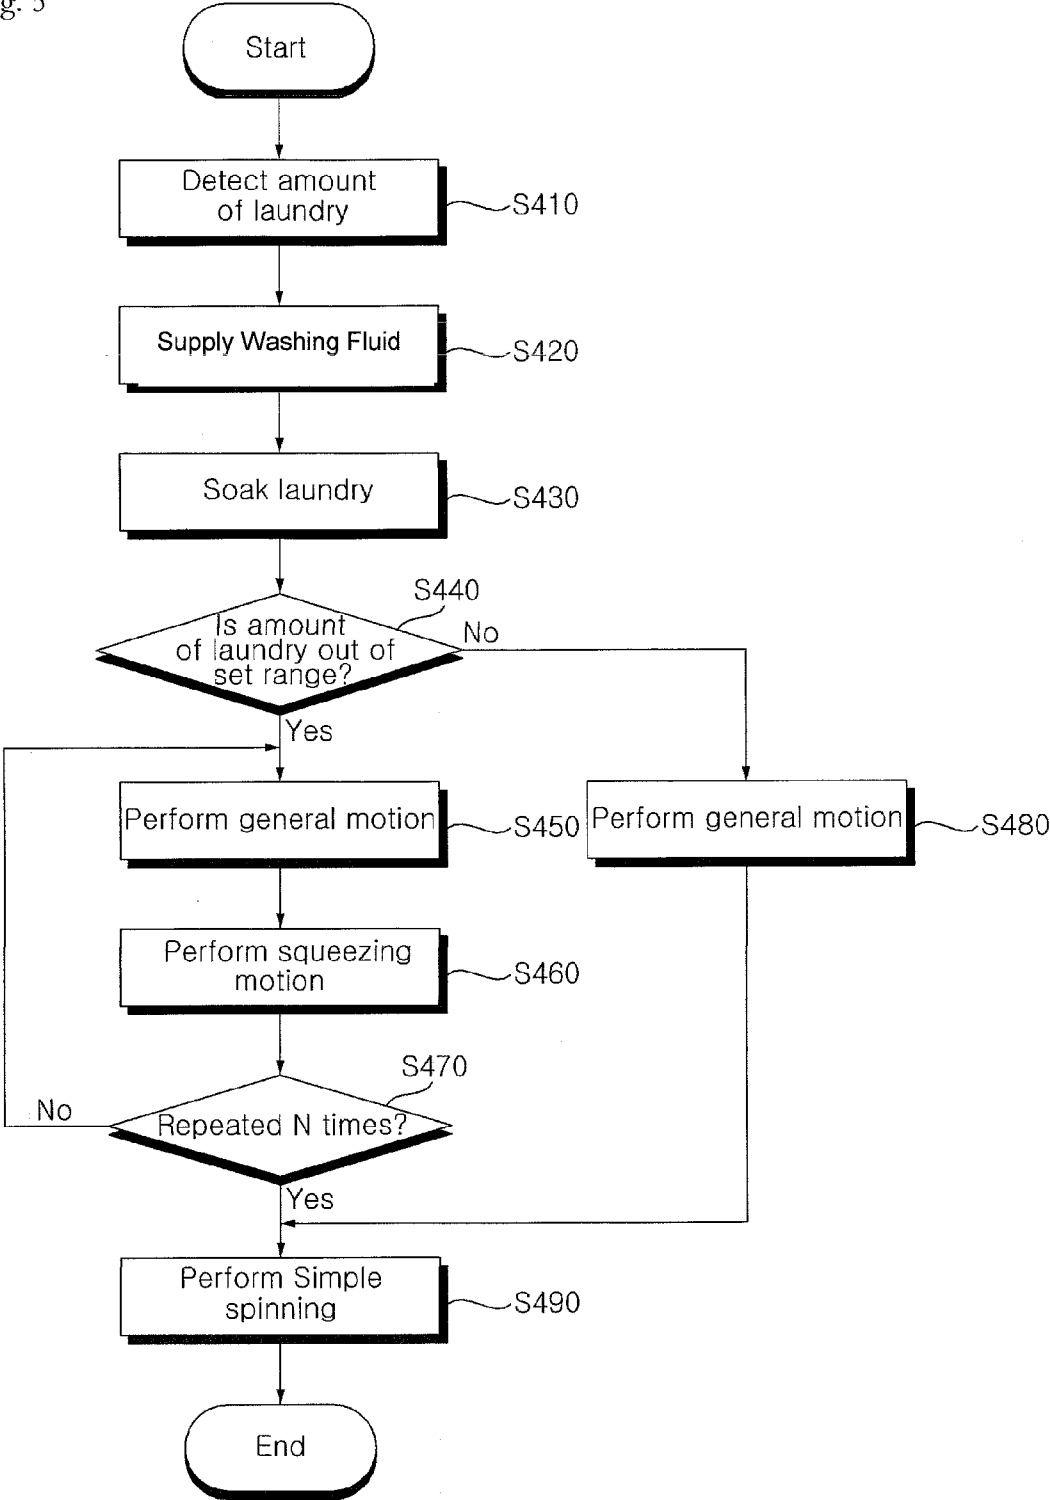 g. 5
Start
Detect amount
of laundry
S410
Supply Washing Fluid
S420
Soak laundry
S430
S440
Is amount
of laundry out of
set range?
No
Yes
Perform general motion
S450
Perform general motion
S480
Perform squeezing
motion
S460
S470
Repeated N times?
No
Yes
Perform Simple
spinning
S490
End